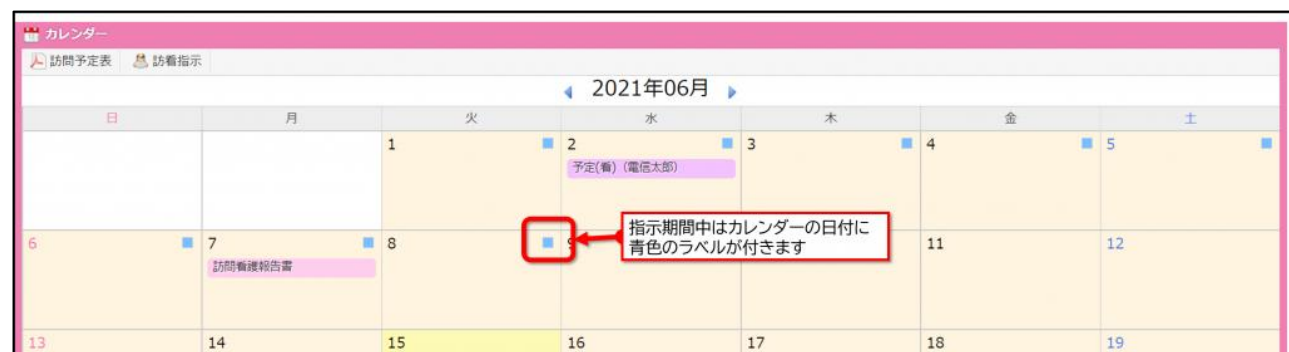 カレンダー
訪問予定表 訪看指示
2021年06月
日 月 火 水 木 金 土
1 2 3 4 5
予定(看)（電信太郎）
指示期間中はカレンダーの日付に
青色のラベルが付きます
6 7 8 9 11 12
訪問看護報告書
13 14 15 16 17 18 19